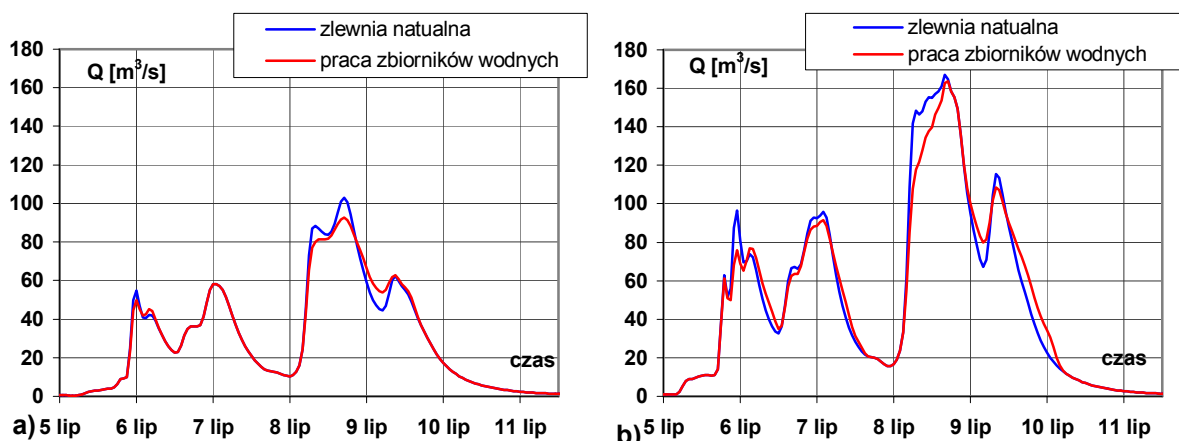 zlewnia natualna
praca zbiorników wodnych
Q [m³/s]
180
160
140
120
100
80
60
40
20
0
czas
5 lip 6 lip 7 lip 8 lip 9 lip 10 lip 11 lip
a)
zlewnia natualna
praca zbiorników wodnych
Q [m³/s]
180
160
140
120
100
80
60
40
20
0
czas
5 lip 6 lip 7 lip 8 lip 9 lip 10 lip 11 lip
b)